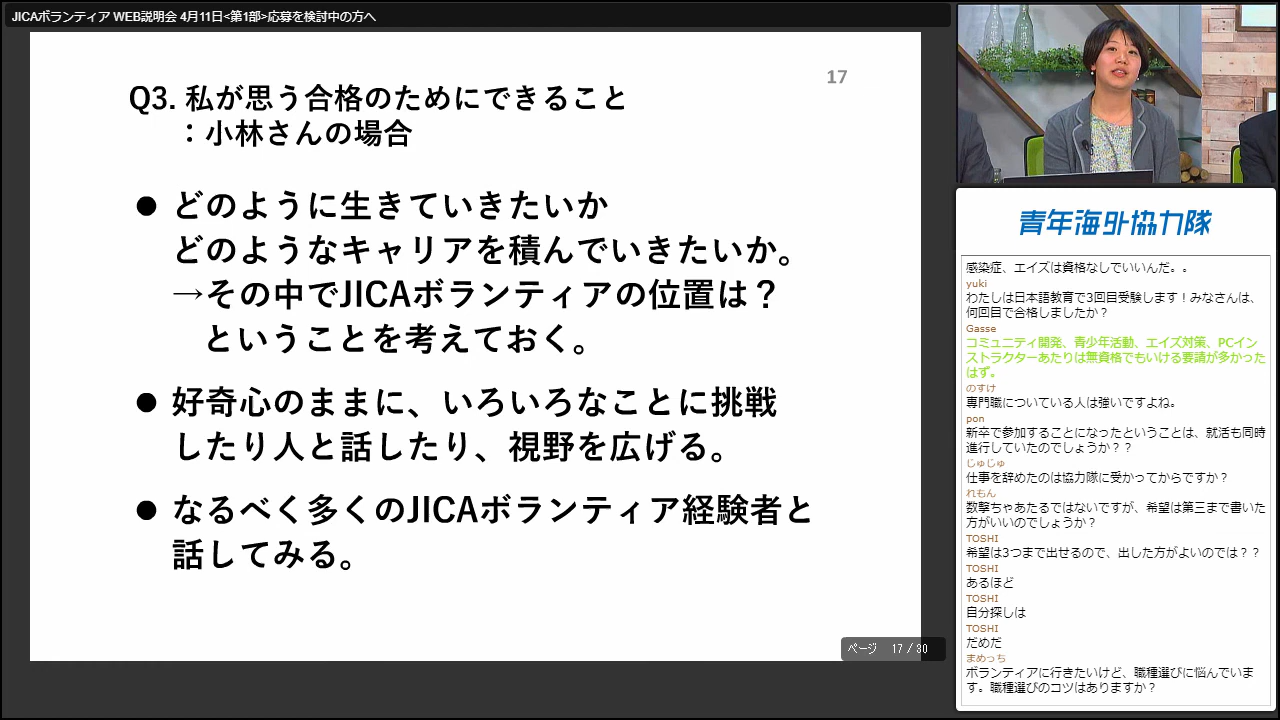 JICAボランティア WEB説明会 4月11日<第1部>応募を検討中の方へ
17
Q3. 私が思う合格のためにできること
：小林さんの場合
● どのように生きていきたいか
どのようなキャリアを積んでいきたいか。
→その中でJICAボランティアの位置は？
ということを考えておく。
● 好奇心のままに、いろいろなことに挑戦
したり人と話したり、視野を広げる。
● なるべく多くのJICAボランティア経験者と
話してみる。
ページ 17 / 30
青年海外協力隊
感染症、エイズは資格なしでいいんだ。。
yuki
わたしは日本語教育で3回目受験します！みなさんは、
何回目で合格しましたか？
Gasse
コミュニティ開発、青少年活動、エイズ対策、PCイン
ストラクターあたりは無資格でもいける要請が多かった
はず。
のすけ
専門職についている人は強いですよね。
pon
新卒で参加することになったということは、就活も同時
進行していたのでしょうか？？
じゅじゅ
仕事を辞めたのは協力隊に受かってからですか？
れもん
数撃ちゃあたるではないですが、希望は第三まで書いた
方がいいのでしょうか？
TOSHI
希望は3つまで出せるので、出した方がよいのでは？？
TOSHI
あるほど
TOSHI
自分探しは
TOSHI
だめだ
まめっち
ボランティアに行きたいけど、職種選びに悩んでいま
す。職種選びのコツはありますか？